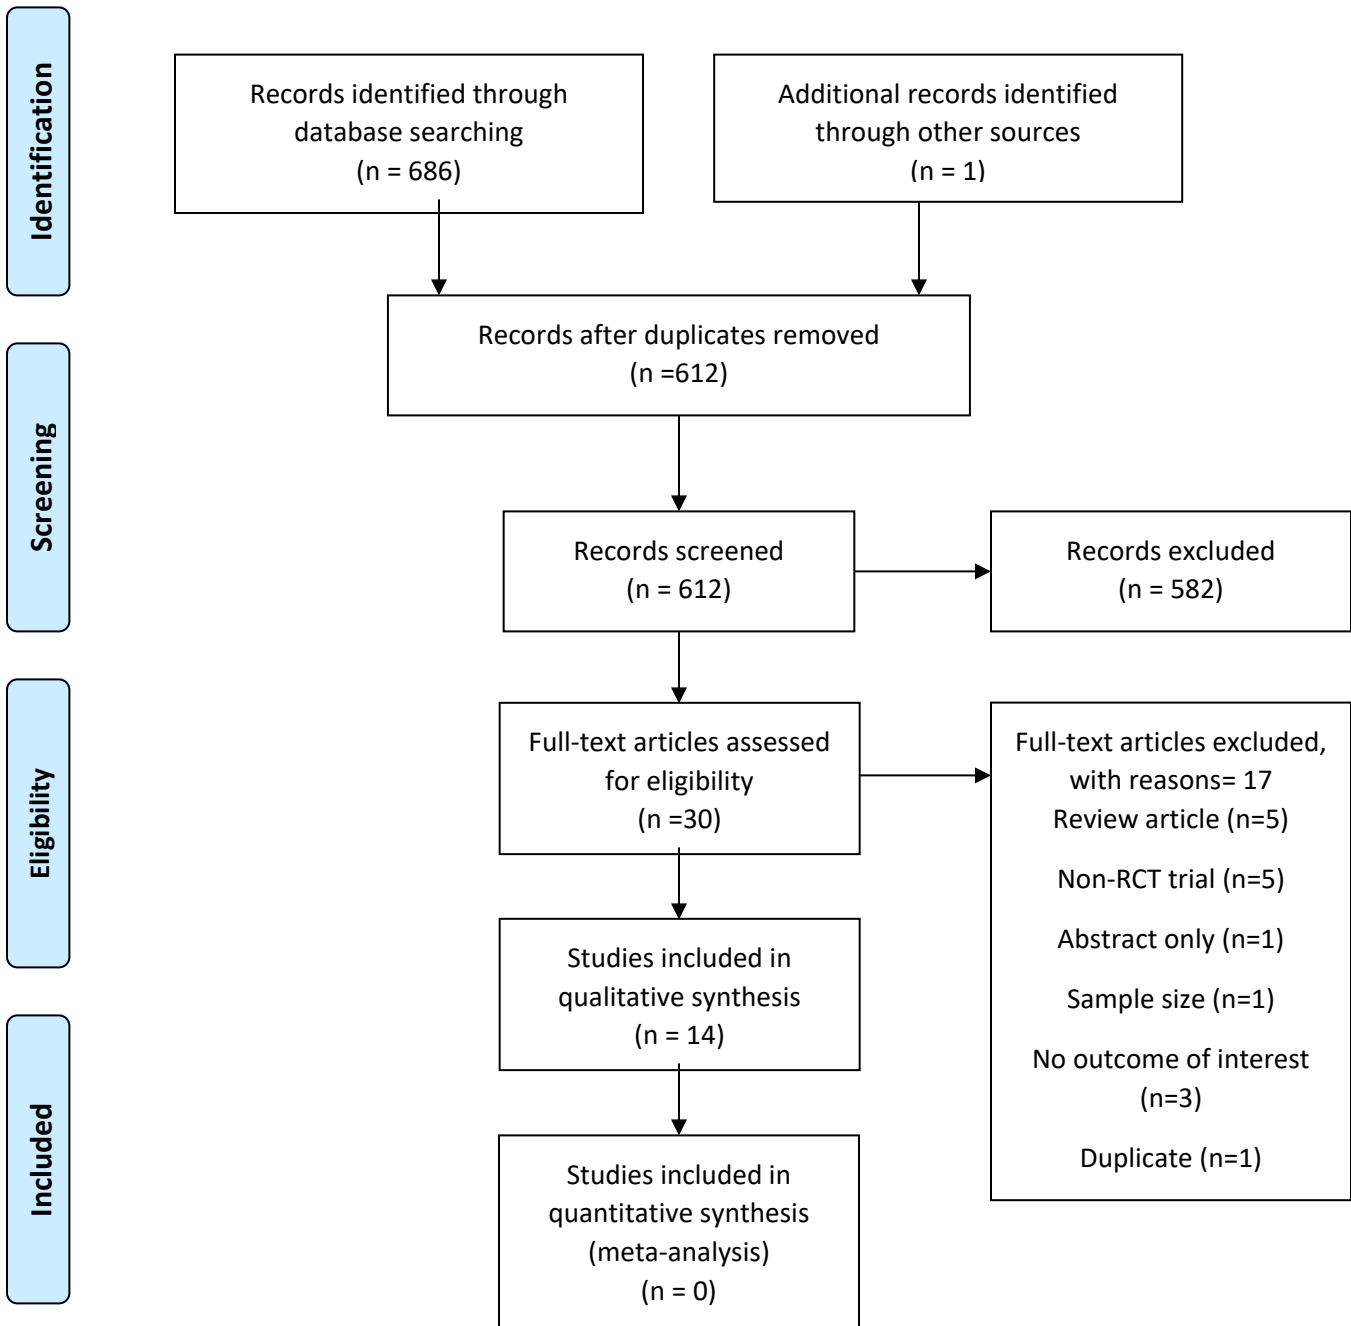 Identification
Records identified through
database searching
(n = 686)
Additional records identified
through other sources
(n = 1)
Records after duplicates removed
(n =612)
Screening
Records screened
(n = 612)
Records excluded
(n = 582)
Eligibility
Full-text articles assessed
for eligibility
(n =30)
Full-text articles excluded,
with reasons= 17
Review article (n=5)
Non-RCT trial (n=5)
Abstract only (n=1)
Sample size (n=1)
No outcome of interest
(n=3)
Duplicate (n=1)
Studies included in
qualitative synthesis
(n = 14)
Included
Studies included in
quantitative synthesis
(meta-analysis)
(n = 0)